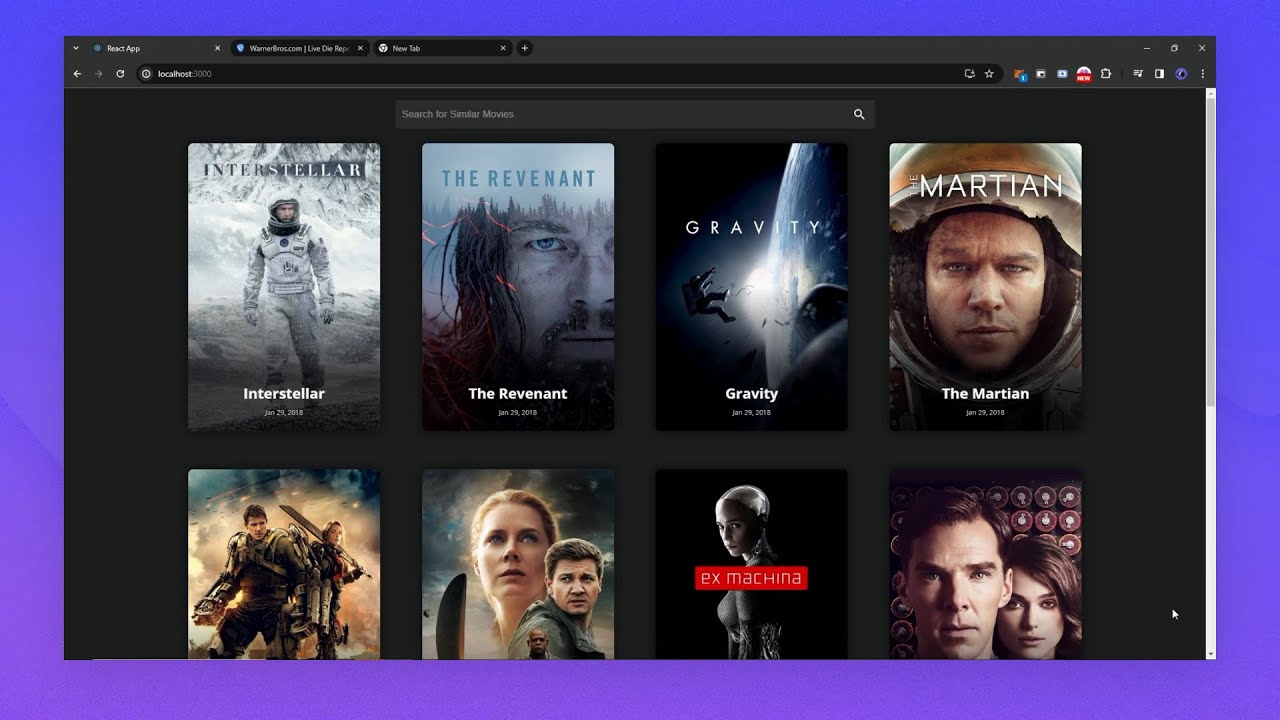 React App
WarnerBros.com | Live Die Repe
New Tab
localhost:3000
NEW
Search for Similar Movies
INTERSTELLAR
THE REVENANT
GRAVITY
THE MARTIAN
Interstellar
The Revenant
Gravity
The Martian
Jan 29, 2018
Jan 29, 2018
Jan 29, 2018
Jan 29, 2018
ex machina